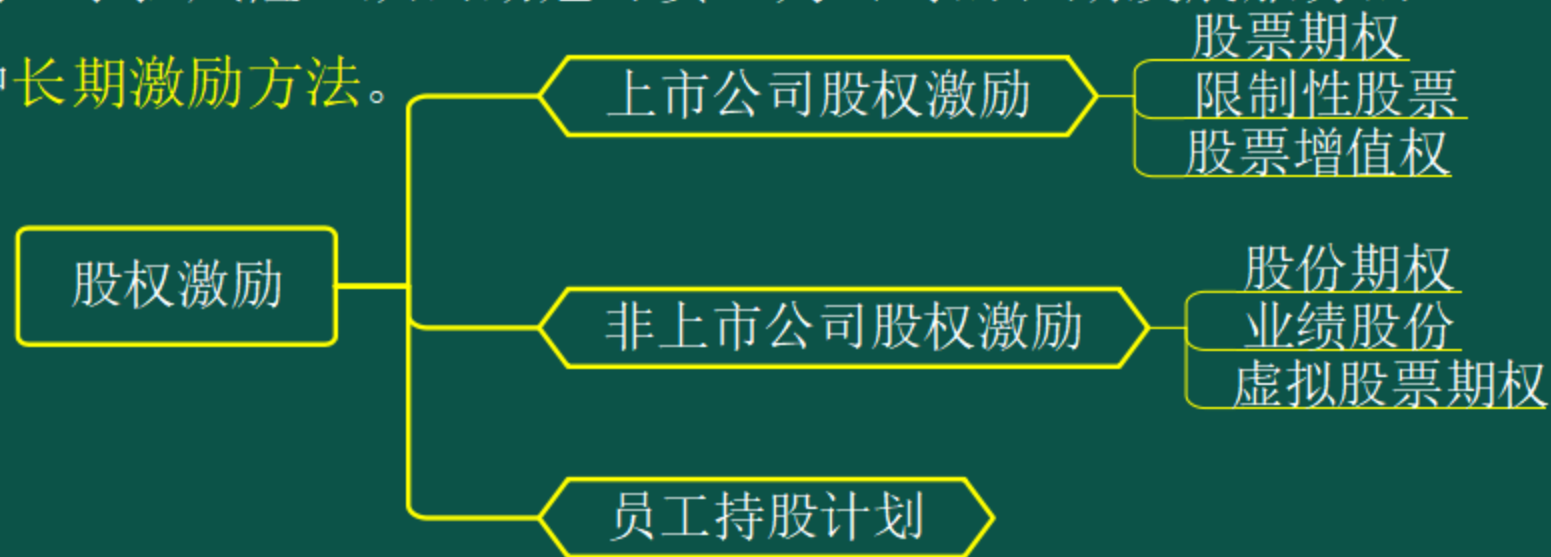 长期激励方法。
股权激励
上市公司股权激励
股票期权
限制性股票
股票增值权
非上市公司股权激励
股份期权
业绩股份
虚拟股票期权
员工持股计划